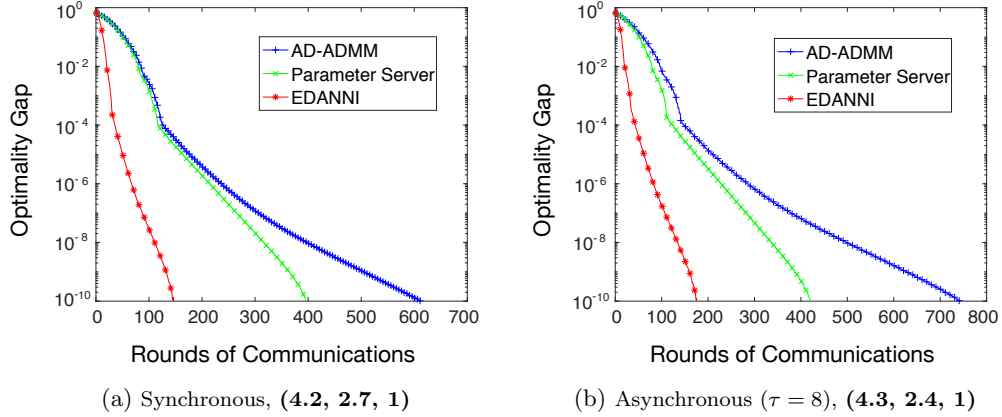 10^0
10^-2
10^-4
10^-6
10^-8
10^-10
Optimality Gap
AD-ADMM
Parameter Server
EDANNI
0 100 200 300 400 500 600 700
Rounds of Communications
(a) Synchronous, (4.2, 2.7, 1)
10^0
10^-2
10^-4
10^-6
10^-8
10^-10
Optimality Gap
AD-ADMM
Parameter Server
EDANNI
0 100 200 300 400 500 600 700 800
Rounds of Communications
(b) Asynchronous (τ = 8), (4.3, 2.4, 1)